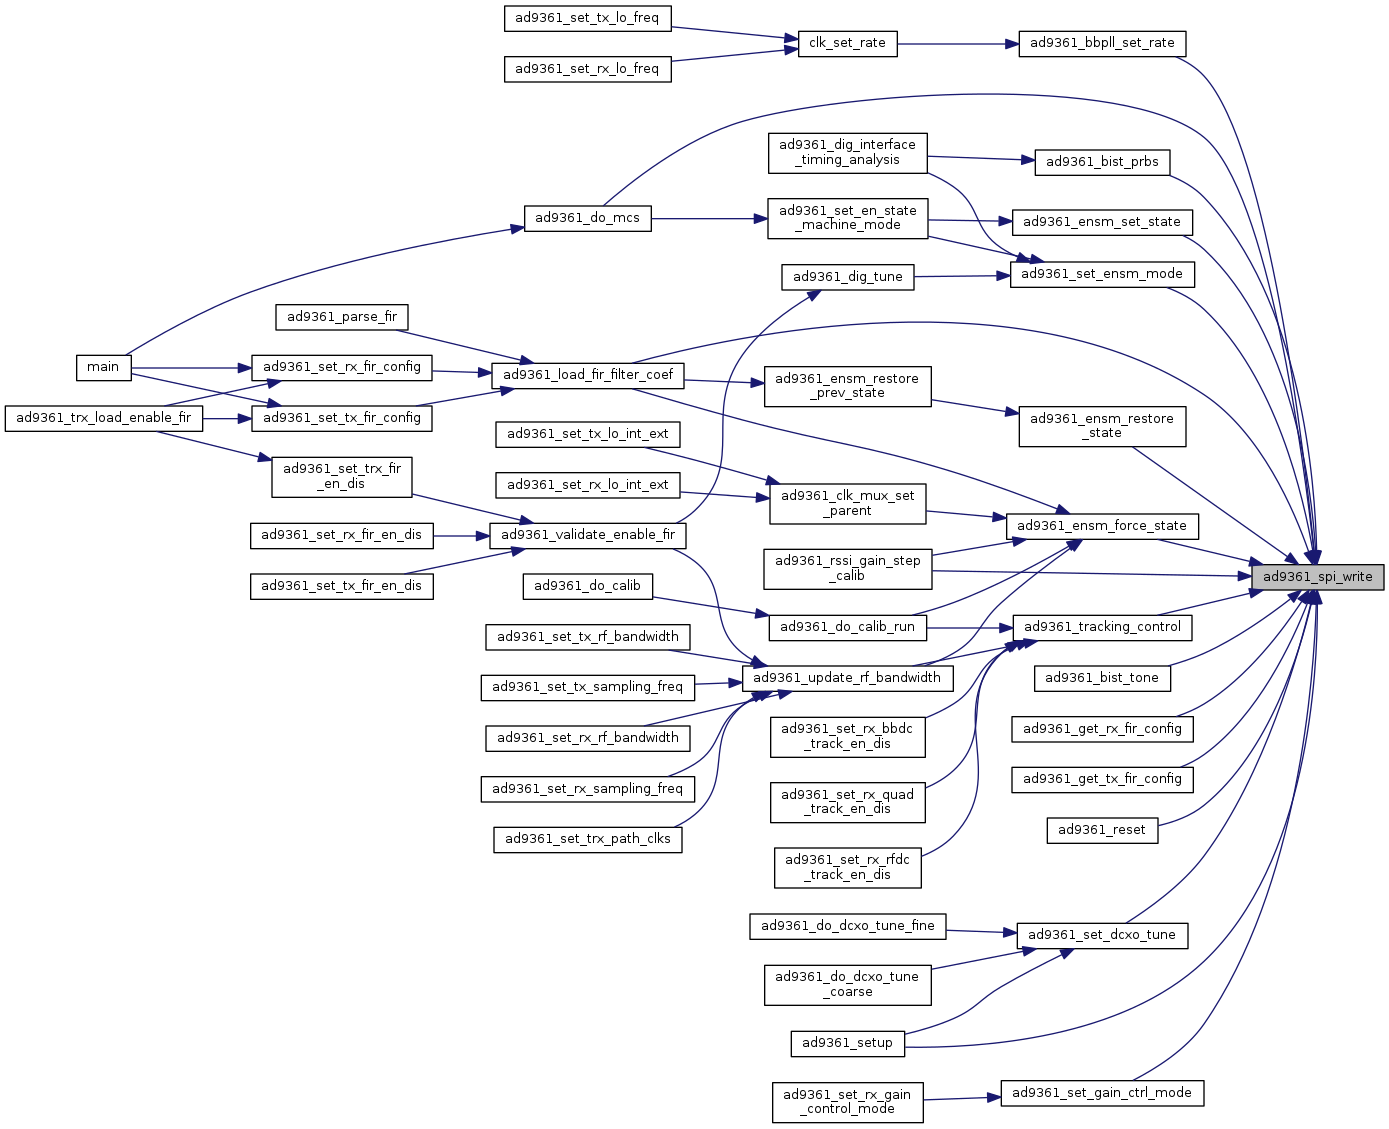 ad9361_set_tx_lo_freq
clk_set_rate
ad9361_bbpll_set_rate
ad9361_set_rx_lo_freq
ad9361_dig_interface
_timing_analysis
ad9361_bist_prbs
ad9361_do_mcs
ad9361_set_en_state
_machine_mode
ad9361_ensm_set_state
ad9361_dig_tune
ad9361_set_ensm_mode
ad9361_parse_fir
main
ad9361_set_rx_fir_config
ad9361_load_fir_filter_coef
ad9361_ensm_restore
_prev_state
ad9361_trx_load_enable_fir
ad9361_set_tx_fir_config
ad9361_ensm_restore
_state
ad9361_set_tx_lo_int_ext
ad9361_set_trx_fir
_en_dis
ad9361_set_rx_lo_int_ext
ad9361_clk_mux_set
_parent
ad9361_ensm_force_state
ad9361_set_rx_fir_en_dis
ad9361_validate_enable_fir
ad9361_rssi_gain_step
_calib
ad9361_spi_write
ad9361_set_tx_fir_en_dis
ad9361_do_calib
ad9361_do_calib_run
ad9361_tracking_control
ad9361_set_tx_rf_bandwidth
ad9361_update_rf_bandwidth
ad9361_bist_tone
ad9361_set_tx_sampling_freq
ad9361_set_rx_rf_bandwidth
ad9361_set_rx_bbdc
_track_en_dis
ad9361_get_rx_fir_config
ad9361_set_rx_sampling_freq
ad9361_set_rx_quad
_track_en_dis
ad9361_get_tx_fir_config
ad9361_set_trx_path_clks
ad9361_reset
ad9361_set_rx_rfdc
_track_en_dis
ad9361_do_dcxo_tune_fine
ad9361_set_dcxo_tune
ad9361_do_dcxo_tune
_coarse
ad9361_setup
ad9361_set_rx_gain
_control_mode
ad9361_set_gain_ctrl_mode